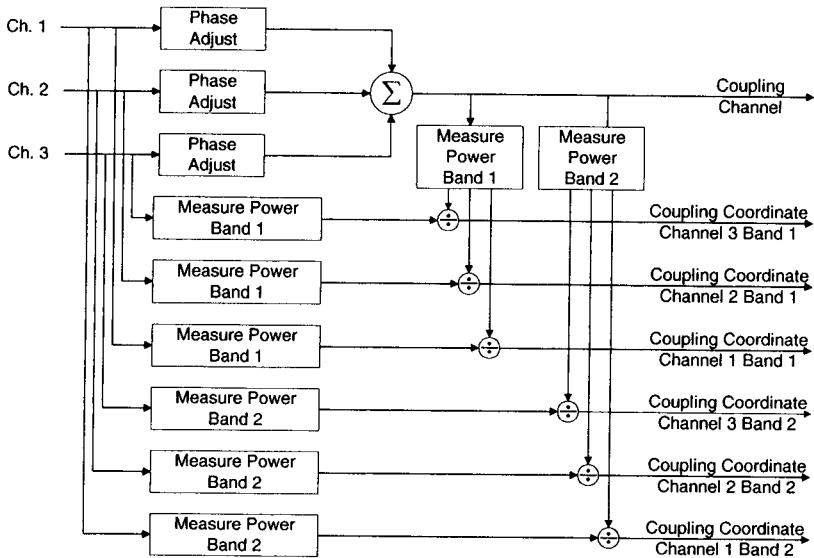 Ch. 1
Phase
Adjust
Ch. 2
Phase
Adjust
Σ
Coupling
Channel
Ch. 3
Phase
Adjust
Measure
Power
Band 1
Measure
Power
Band 2
Measure Power
Band 1
÷
Coupling Coordinate
Channel 3 Band 1
Measure Power
Band 1
÷
Coupling Coordinate
Channel 2 Band 1
Measure Power
Band 1
÷
Coupling Coordinate
Channel 1 Band 1
Measure Power
Band 2
÷
Coupling Coordinate
Channel 3 Band 2
Measure Power
Band 2
÷
Coupling Coordinate
Channel 2 Band 2
Measure Power
Band 2
÷
Coupling Coordinate
Channel 1 Band 2